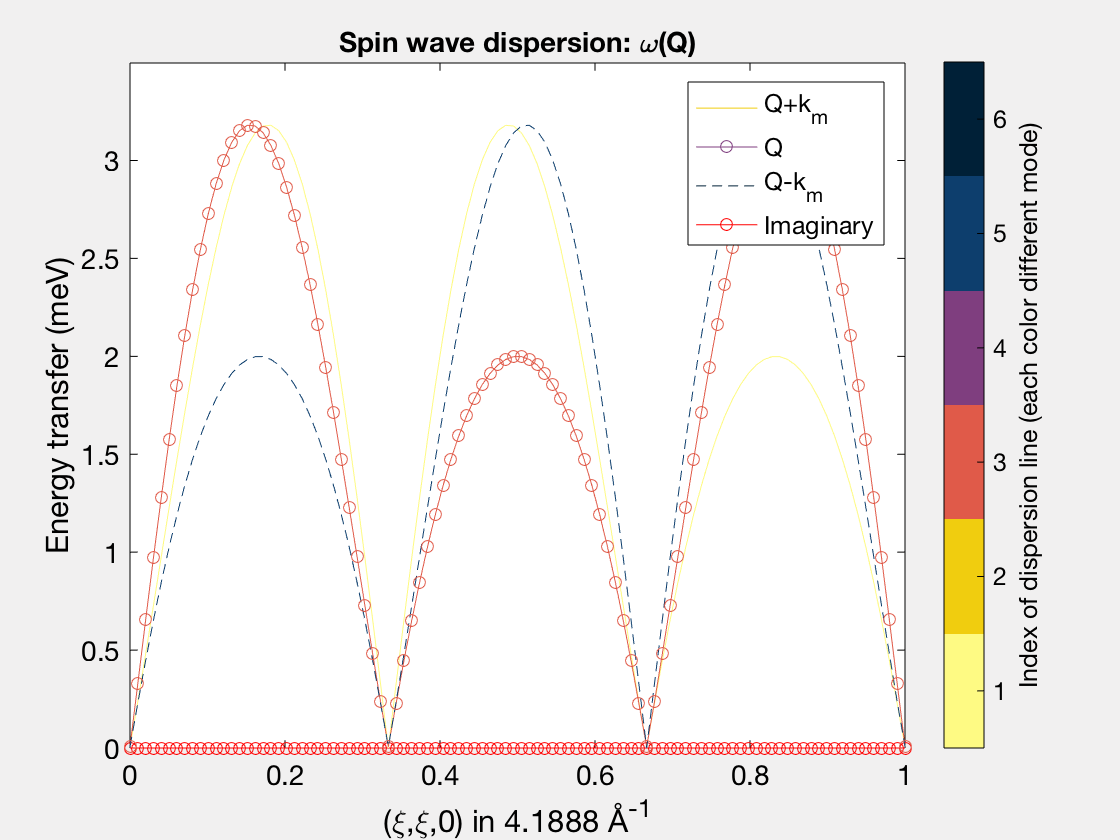 Spin wave dispersion: ω(Q)
Q+k_m
Q
Q-k_m
Imaginary
Energy transfer (meV)
3
2.5
2
1.5
1
0.5
0
0 0.2 0.4 0.6 0.8 1
(ξ,ξ,0) in 4.1888 Å^-1
6
5
4
3
2
1
Index of dispersion line (each color different mode)